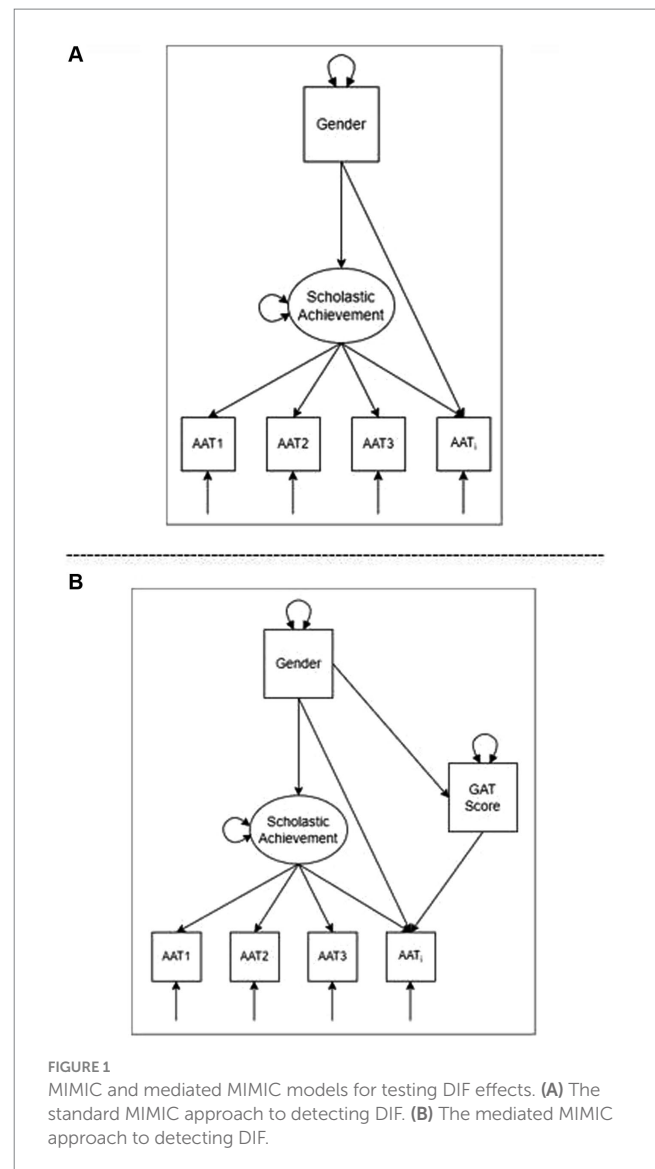 A
Gender
Scholastic
Achievement
AAT1
AAT2
AAT3
AATi
B
Gender
GAT
Score
Scholastic
Achievement
AAT1
AAT2
AAT3
AATi
FIGURE 1
MIMIC and mediated MIMIC models for testing DIF effects. (A) The
standard MIMIC approach to detecting DIF. (B) The mediated MIMIC
approach to detecting DIF.